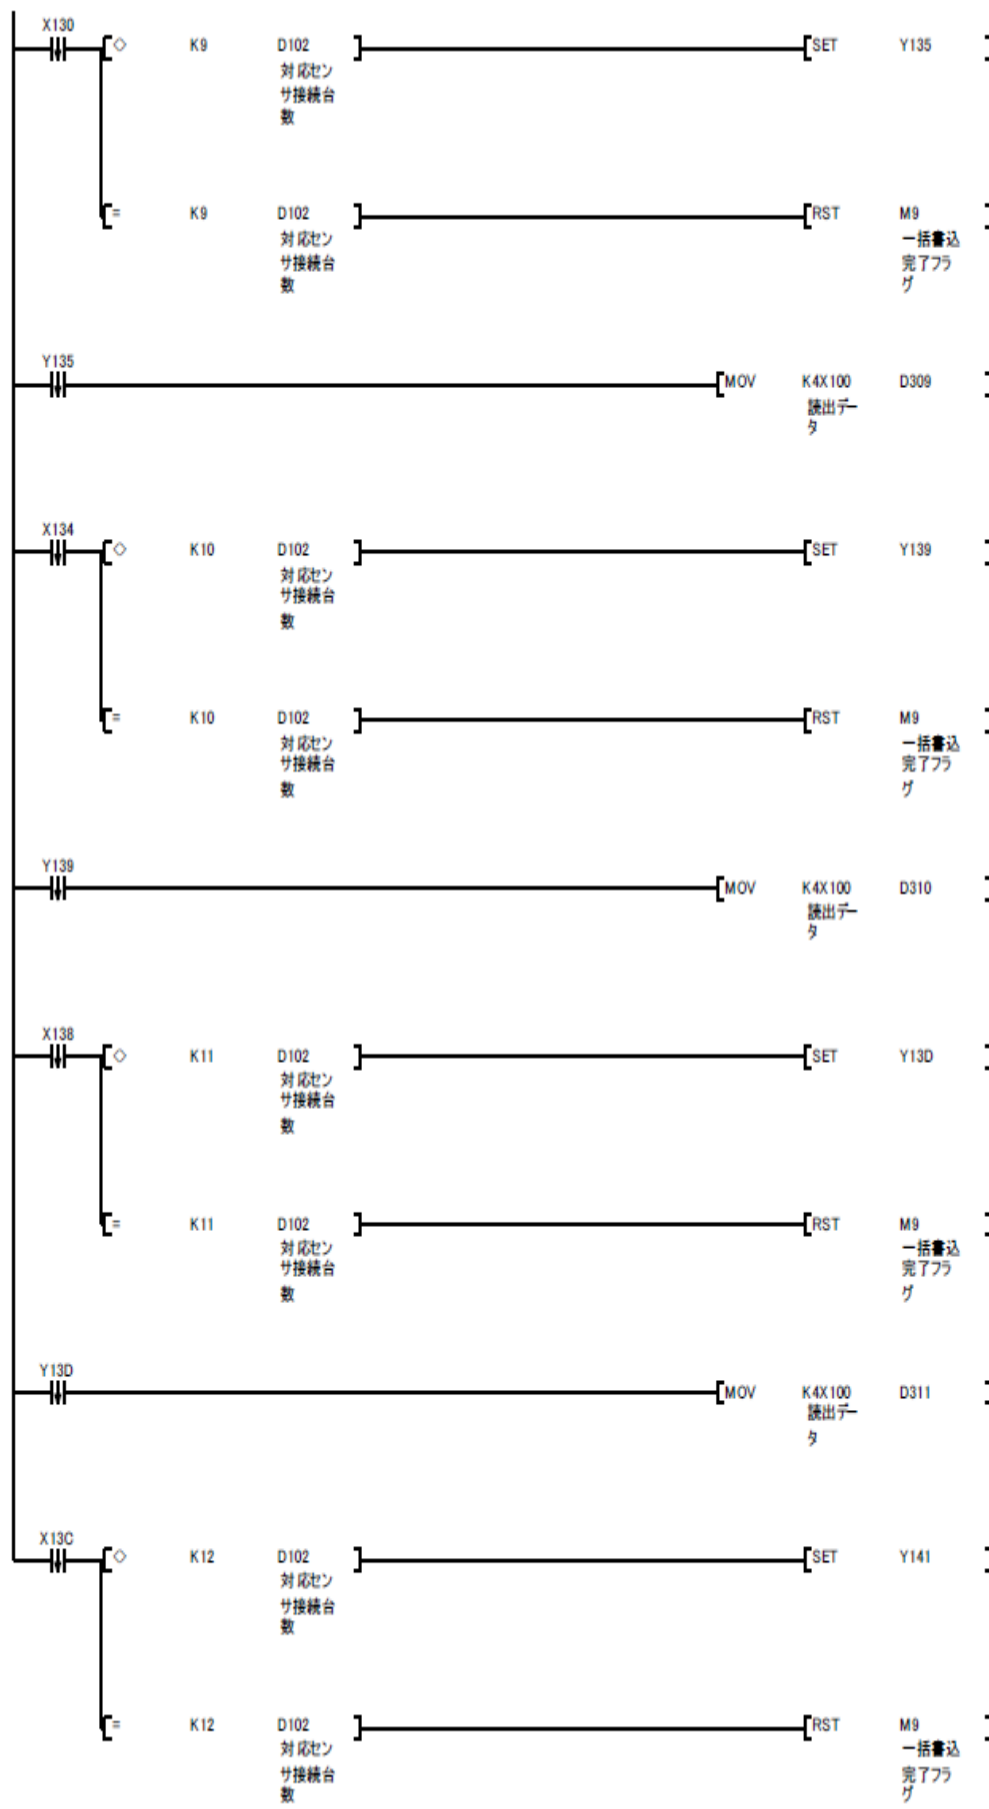 X130
<> K9 D102 SET Y135
対応セン
サ接続台
数
= K9 D102 RST M9
対応セン 一括書込
サ接続台 完了フラ
数 グ
Y135
MOV K4X100 D309
読出デー
タ
X134
<> K10 D102 SET Y139
対応セン
サ接続台
数
= K10 D102 RST M9
対応セン 一括書込
サ接続台 完了フラ
数 グ
Y139
MOV K4X100 D310
読出デー
タ
X138
<> K11 D102 SET Y13D
対応セン
サ接続台
数
= K11 D102 RST M9
対応セン 一括書込
サ接続台 完了フラ
数 グ
Y13D
MOV K4X100 D311
読出デー
タ
X13C
<> K12 D102 SET Y141
対応セン
サ接続台
数
= K12 D102 RST M9
対応セン 一括書込
サ接続台 完了フラ
数 グ